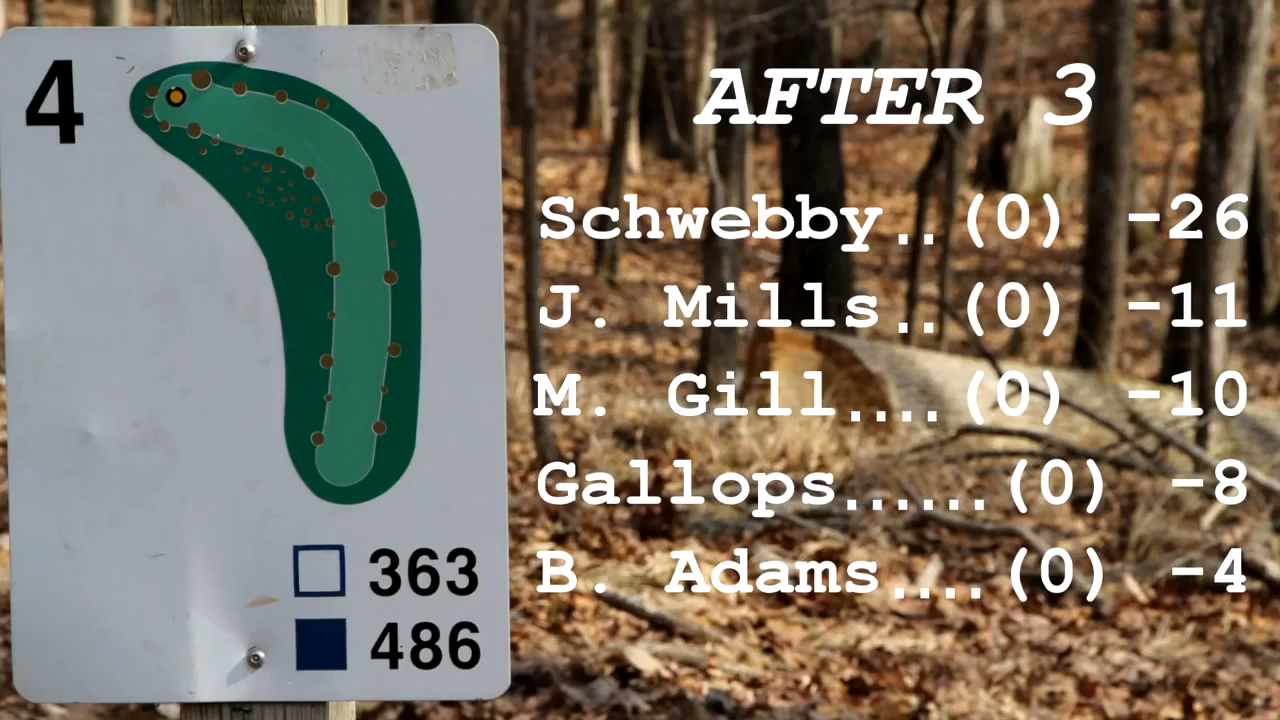 4
363
486
AFTER 3
Schwebby..(0) -26
J. Mills..(0) -11
M. Gill....(0) -10
Gallops......(0) -8
B. Adams....(0) -4